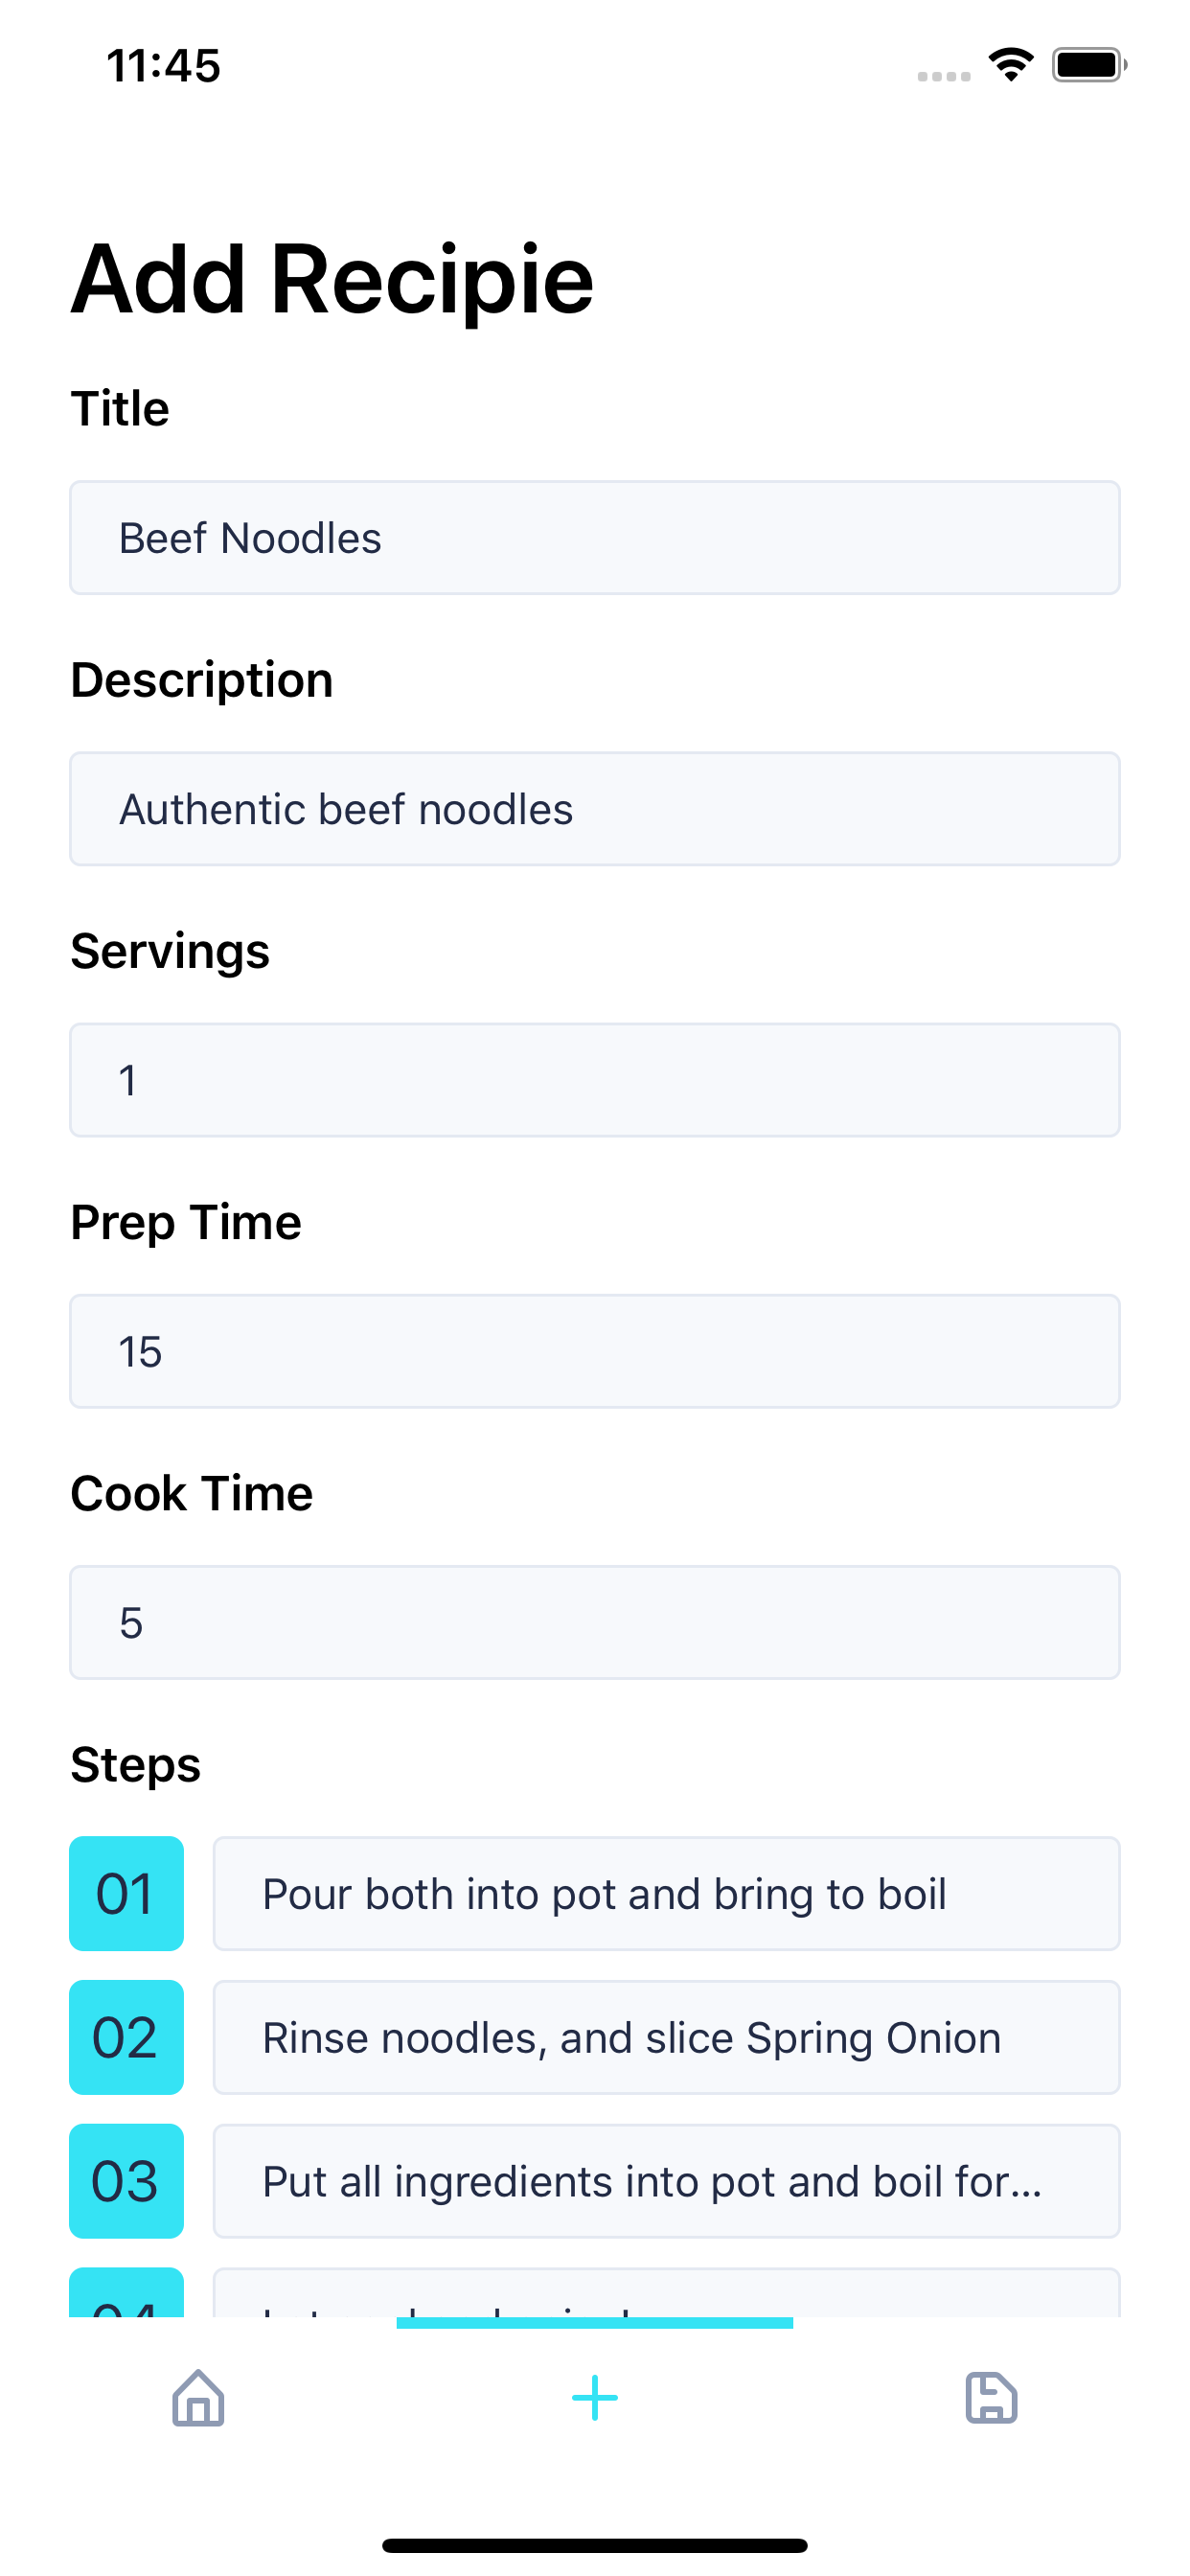 11:45
Add Recipie
Title
Beef Noodles
Description
Authentic beef noodles
Servings
1
Prep Time
15
Cook Time
5
Steps
01 Pour both into pot and bring to boil
02 Rinse noodles, and slice Spring Onion
03 Put all ingredients into pot and boil for...
04